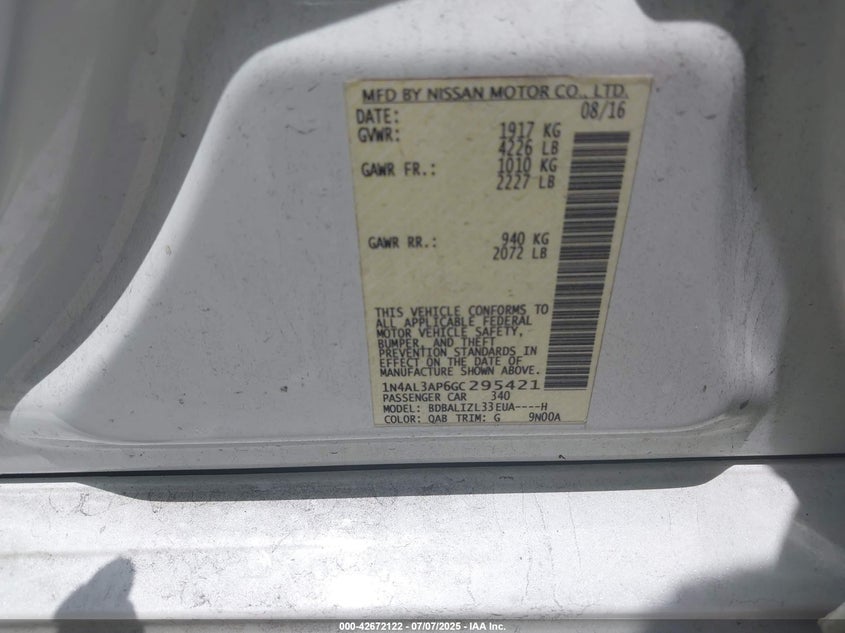 MFD BY NISSAN MOTOR CO., LTD.
DATE: 08/16
GVWR: 1917 KG
4226 LB
GAWR FR.: 1010 KG
2227 LB
GAWR RR.: 940 KG
2072 LB
THIS VEHICLE CONFORMS TO
ALL APPLICABLE FEDERAL
MOTOR VEHICLE SAFETY,
BUMPER, AND THEFT
PREVENTION STANDARDS IN
EFFECT ON THE DATE OF
MANUFACTURE SHOWN ABOVE.
1N4AL3AP6GC295421
PASSENGER CAR 340
MODEL: BDBALIZL33EUA----H
COLOR: QAB TRIM: G 9N00A
000-42672122 - 07/07/2025 - IAA Inc.